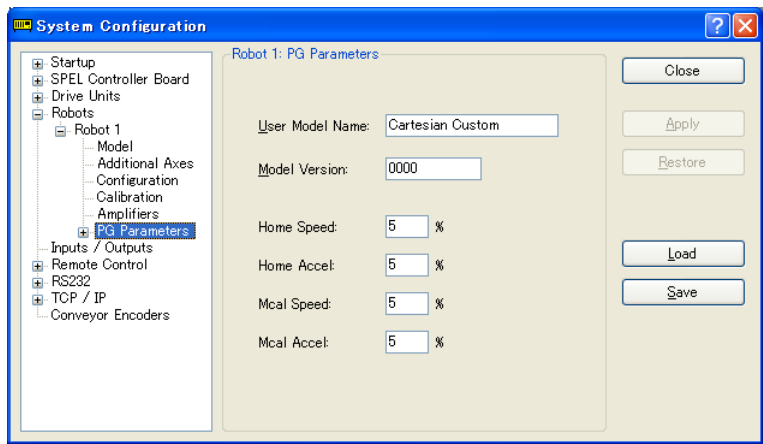 System Configuration
Startup
SPEL Controller Board
Drive Units
Robots
Robot 1
Model
Additional Axes
Configuration
Calibration
Amplifiers
PG Parameters
Inputs / Outputs
Remote Control
RS232
TCP / IP
Conveyor Encoders
Robot 1: PG Parameters
User Model Name: Cartesian Custom
Model Version: 0000
Home Speed: 5 %
Home Accel: 5 %
Mcal Speed: 5 %
Mcal Accel: 5 %
Close
Apply
Restore
Load
Save